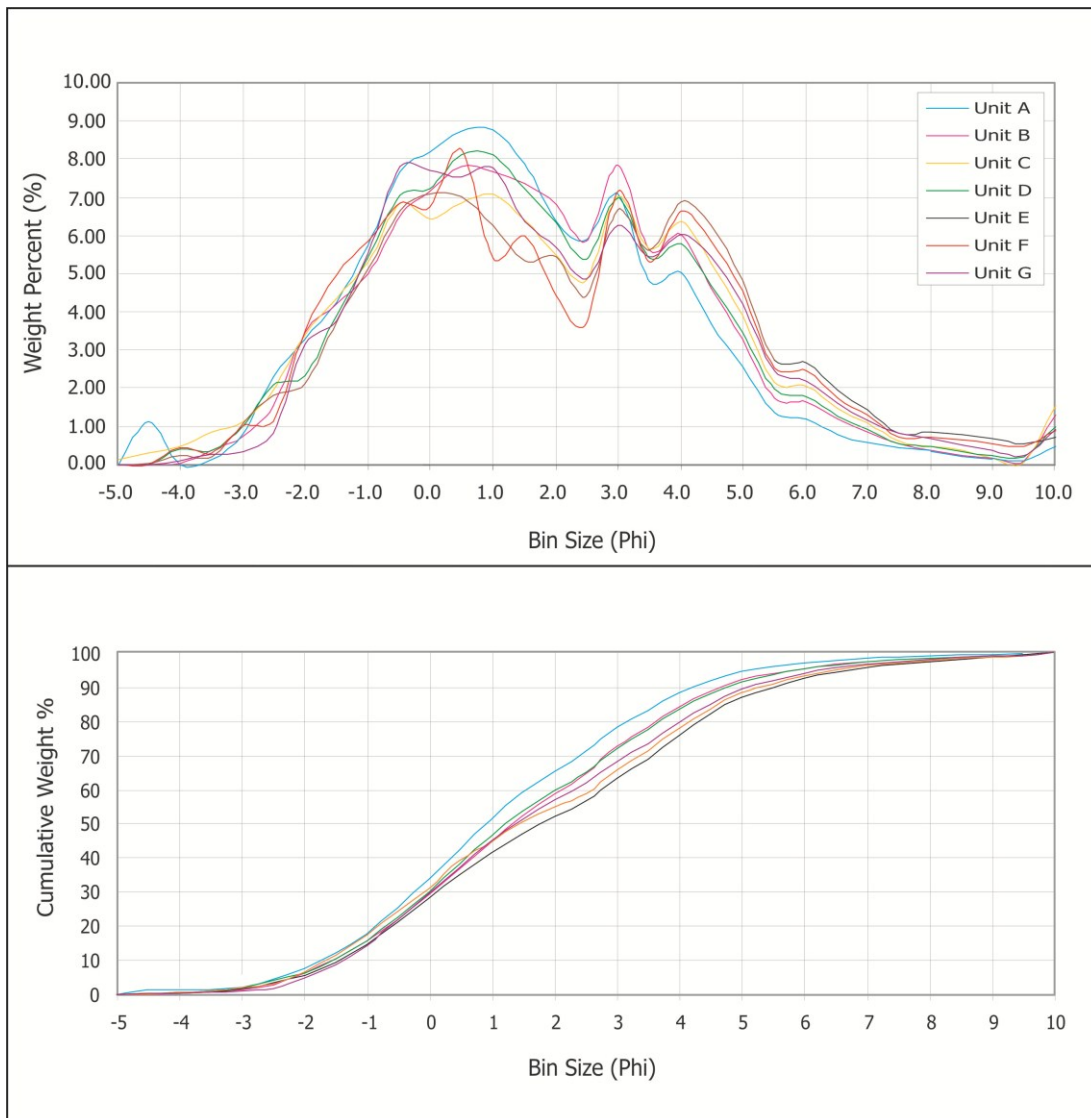 10.00
9.00
8.00
7.00
6.00
5.00
4.00
3.00
2.00
1.00
0.00
Weight Percent (%)
Unit A
Unit B
Unit C
Unit D
Unit E
Unit F
Unit G
-5.0 -4.0 -3.0 -2.0 -1.0 0.0 1.0 2.0 3.0 4.0 5.0 6.0 7.0 8.0 9.0 10.0
Bin Size (Phi)
100
90
80
70
60
50
40
30
20
10
0
Cumulative Weight %
-5 -4 -3 -2 -1 0 1 2 3 4 5 6 7 8 9 10
Bin Size (Phi)